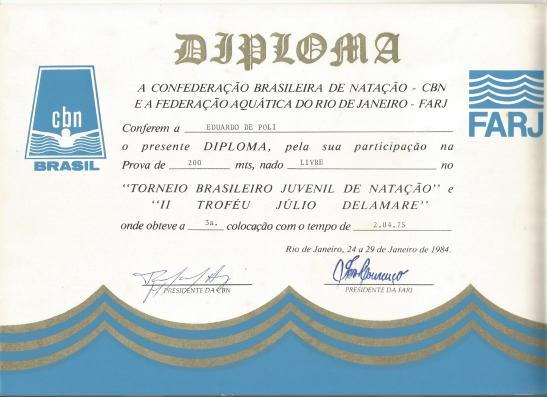 DIPLOMA
A CONFEDERAÇÃO BRASILEIRA DE NATAÇÃO - CBN
E A FEDERAÇÃO AQUÁTICA DO RIO DE JANEIRO - FARJ
cbn
BRASIL
FARJ
Conferem a EDUARDO DE POLI
o presente DIPLOMA, pela sua participação na
Prova de 200 mts, nado LIVRE no
"TORNEIO BRASILEIRO JUVENIL DE NATAÇÃO" e
"II TROFÉU JÚLIO DELAMARE"
onde obteve a 3a. colocação com o tempo de 2.04.75
Rio de Janeiro, 24 a 29 de Janeiro de 1984.
PRESIDENTE DA CBN
PRESIDENTE DA FARJ